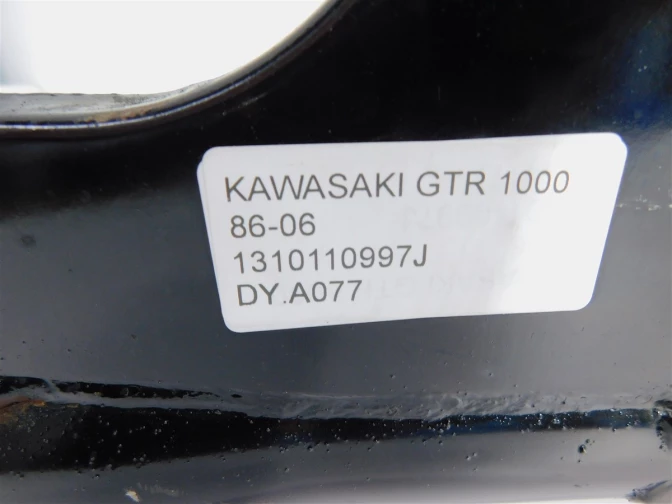 KAWASAKI GTR 1000
86-06
1310110997J
DY.A077